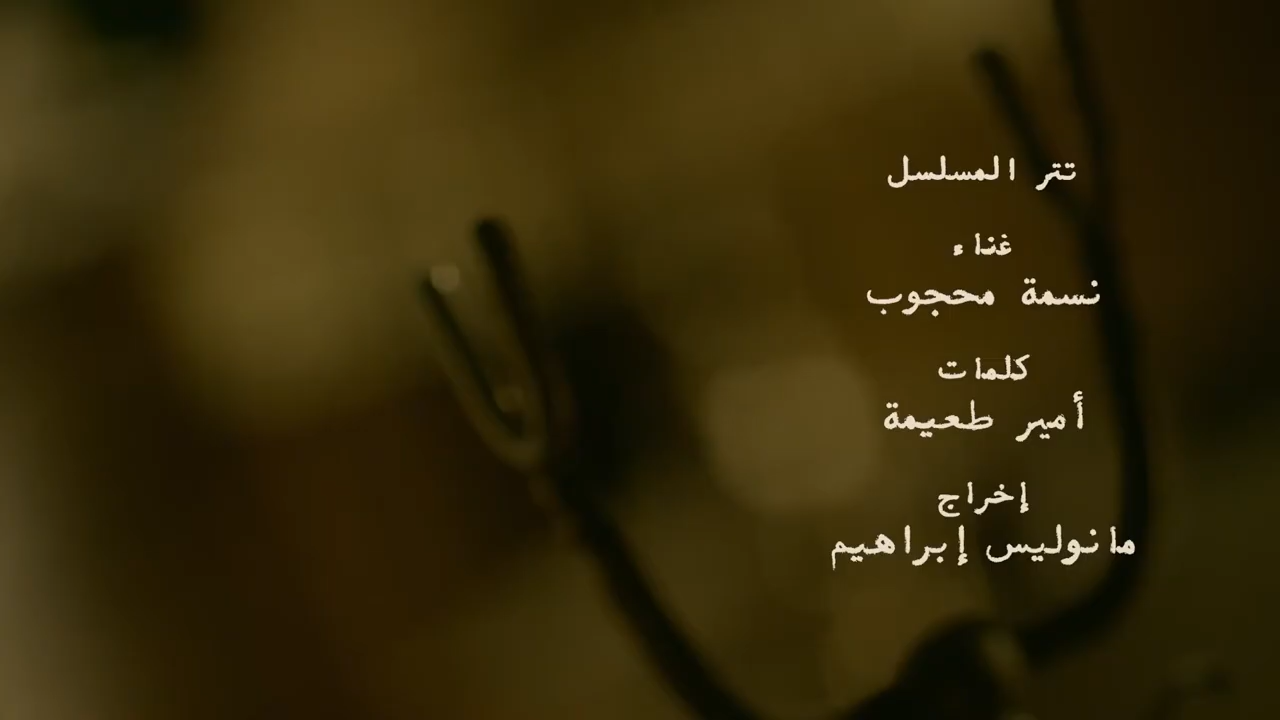 تتر المسلسل
غناء
نسمة محجوب
كلمات
أمير طعيمة
إخراج
مانوليس إبراهيم